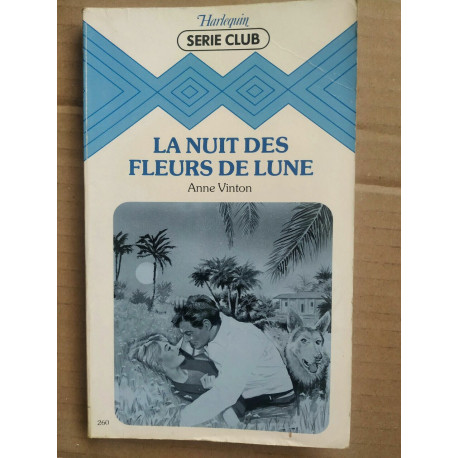 Harlequin
SERIE CLUB
LA NUIT DES
FLEURS DE LUNE
Anne Vinton
260